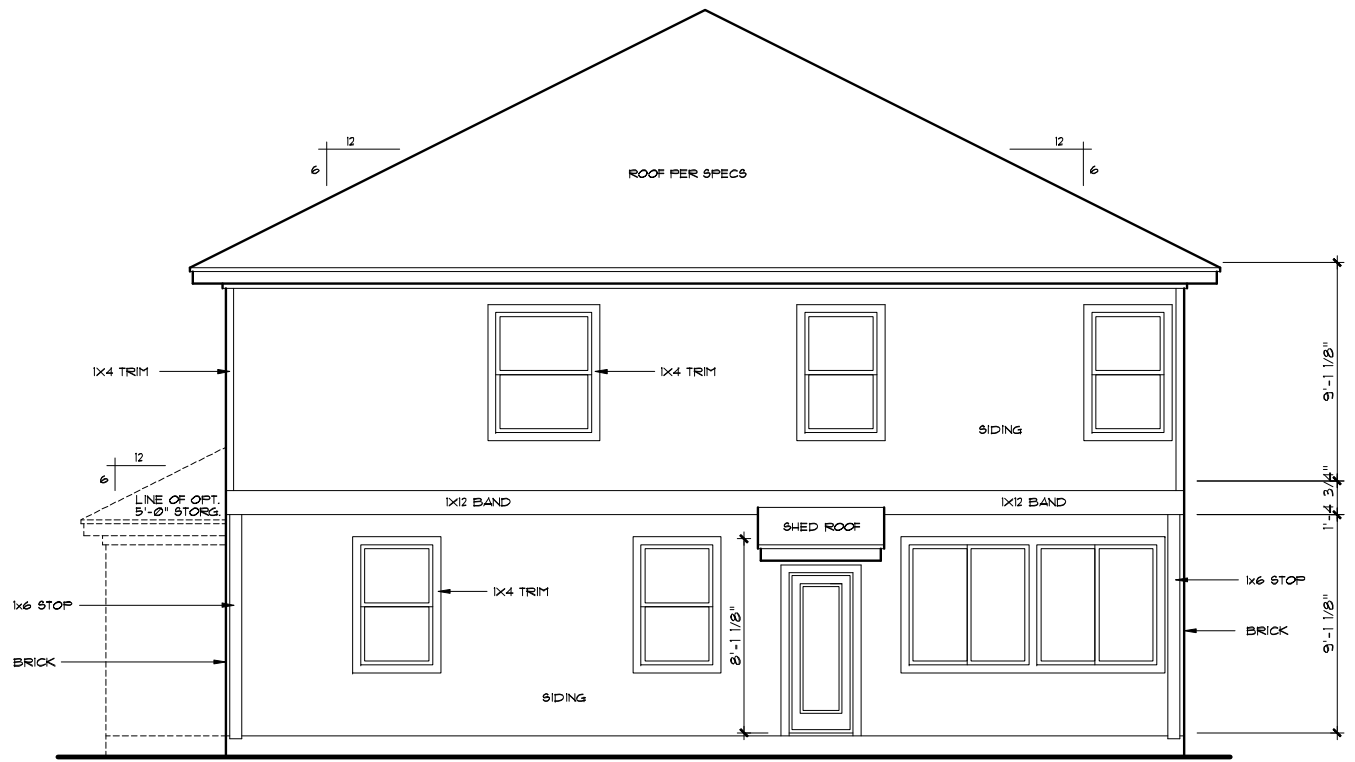 12
12
6
6
ROOF PER SPECS
1X4 TRIM
1X4 TRIM
9'-1 1/8"
SIDING
12
6
LINE OF OPT.
5'-0" STORG.
1X12 BAND
1X12 BAND
1'-4 3/4"
SHED ROOF
1X4 TRIM
1x6 STOP
1x6 STOP
8'-1 1/8"
9'-1 1/8"
BRICK
BRICK
SIDING